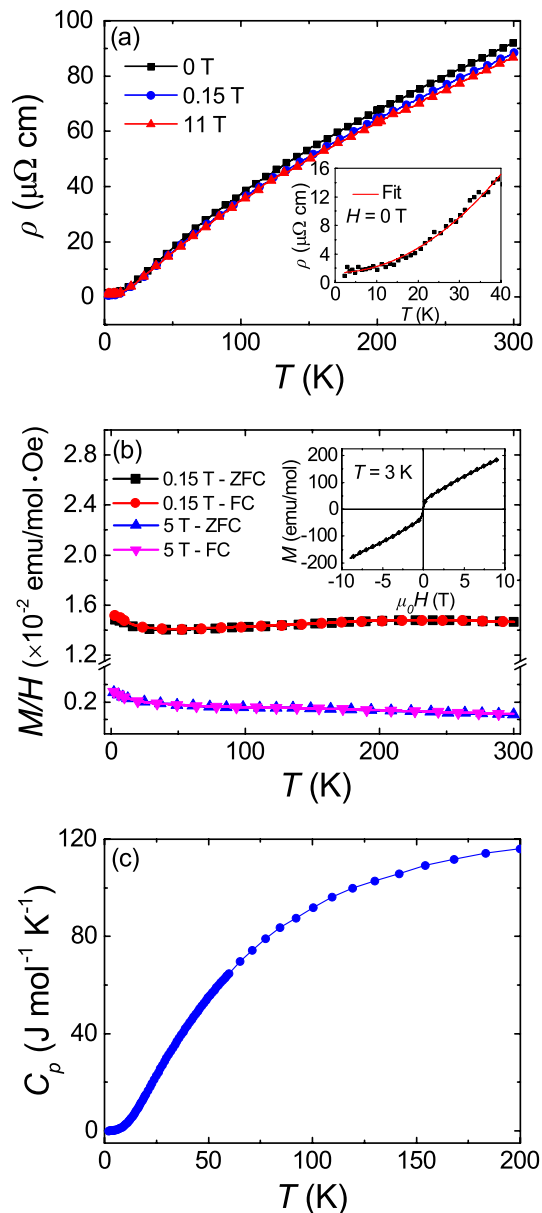 (a)
0 T
0.15 T
11 T
ρ (μΩ cm)
100
80
60
40
20
0
0
100
200
300
T (K)
Fit
H = 0 T
ρ (μΩ cm)
16
12
8
4
0
0
10
20
30
40
T (K)
(b)
0.15 T - ZFC
0.15 T - FC
5 T - ZFC
5 T - FC
M/H (×10⁻² emu/mol·Oe)
2.8
2.4
2.0
1.6
1.4
0.2
0
100
200
300
T (K)
T = 3 K
M (emu/mol)
200
100
0
-100
-200
-10
-5
0
5
10
μ₀H (T)
(c)
Cₚ (J mol⁻¹ K⁻¹)
120
80
40
0
0
50
100
150
200
T (K)